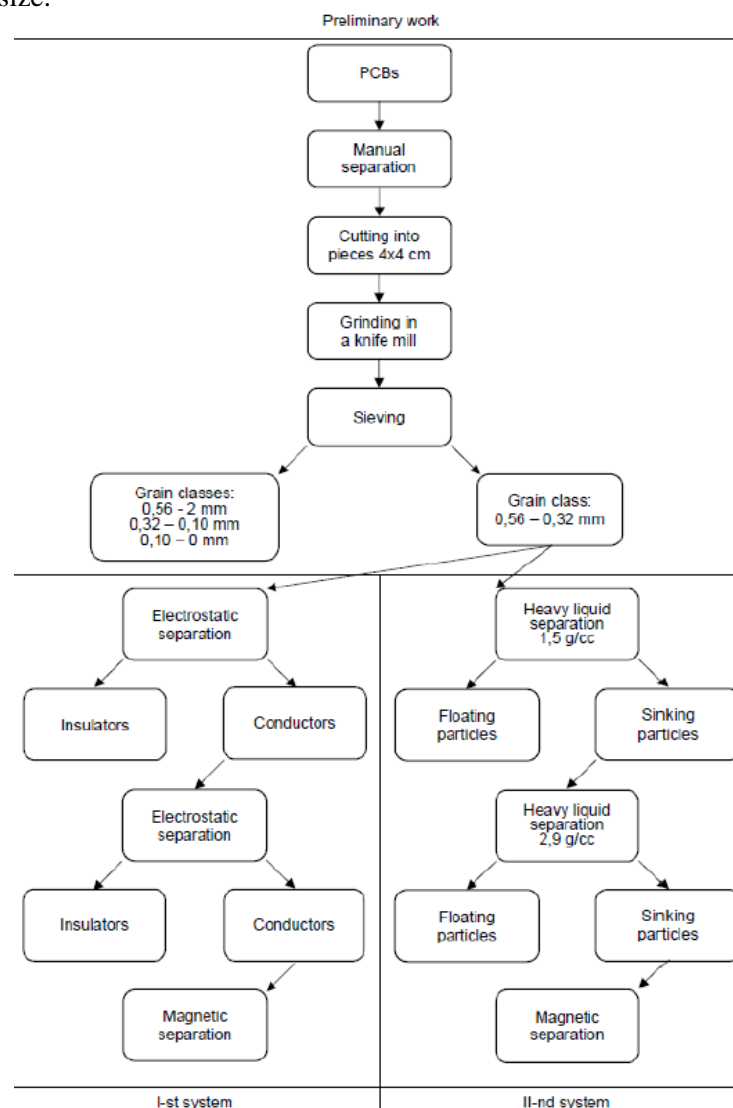 size.
Preliminary work
PCBs
Manual
separation
Cutting into
pieces 4x4 cm
Grinding in
a knife mill
Sieving
Grain classes:
0,56 - 2 mm
0,32 – 0,10 mm
0,10 – 0 mm
Grain class:
0,56 – 0,32 mm
Electrostatic
separation
Insulators
Conductors
Electrostatic
separation
Insulators
Conductors
Magnetic
separation
I-st system
Heavy liquid
separation
1,5 g/cc
Floating
particles
Sinking
particles
Heavy liquid
separation
2,9 g/cc
Floating
particles
Sinking
particles
Magnetic
separation
II-nd system